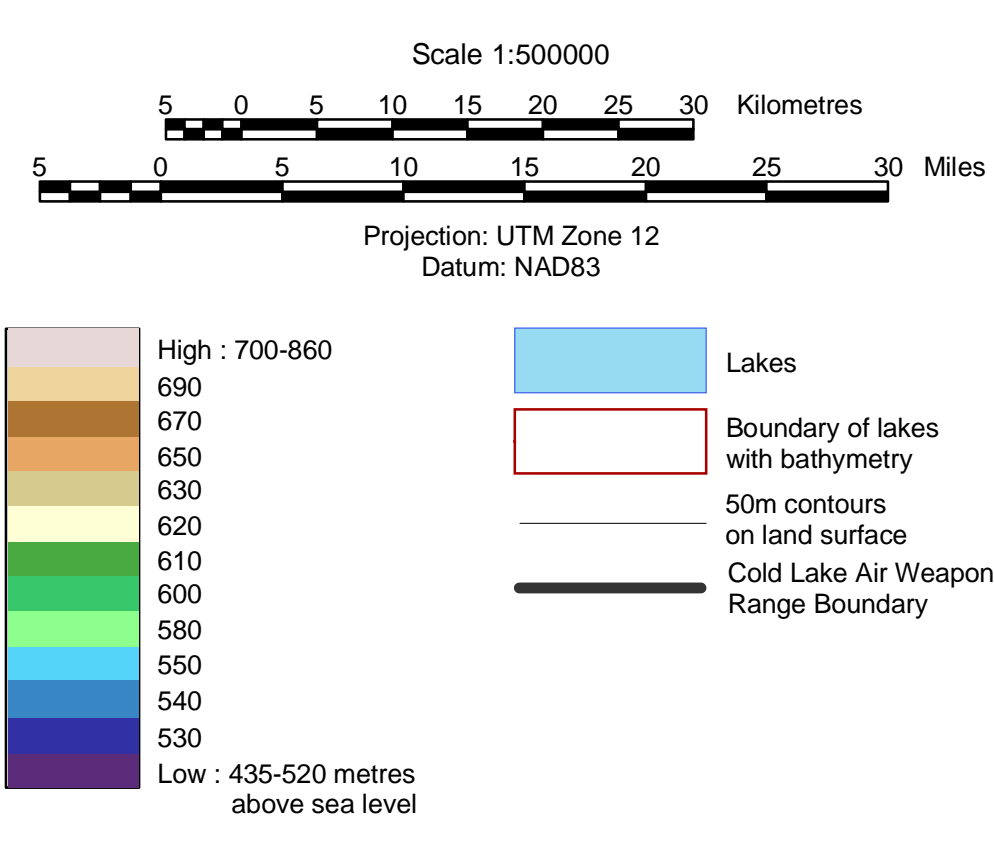 Scale 1:500000
5 0 5 10 15 20 25 30 Kilometres
5 0 5 10 15 20 25 30 Miles
Projection: UTM Zone 12
Datum: NAD83
High : 700-860
690
670
650
630
620
610
600
580
550
540
530
Low : 435-520 metres
above sea level
Lakes
Boundary of lakes
with bathymetry
50m contours
on land surface
Cold Lake Air Weapon
Range Boundary